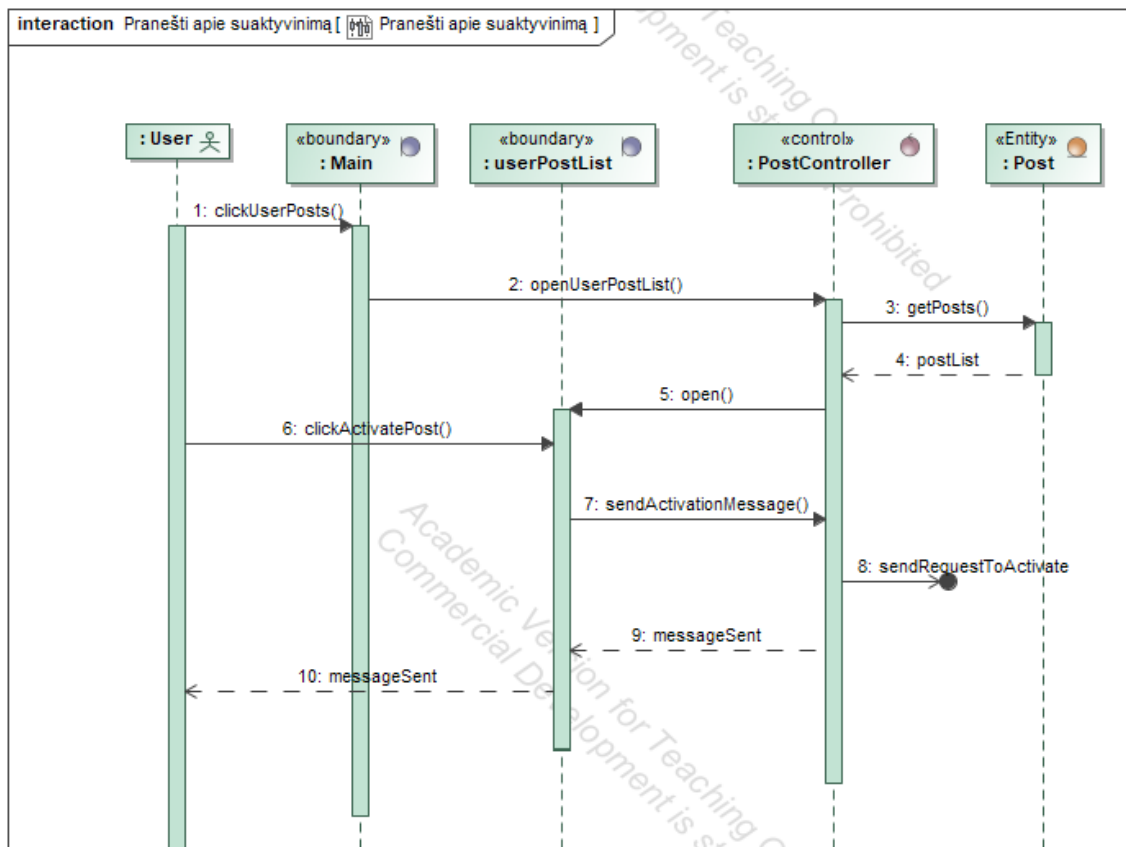 interaction Pranešti apie suaktyvinimą [ Pranešti apie suaktyvinimą ]
: User
«boundary»
: Main
«boundary»
: userPostList
«control»
: PostController
«Entity»
: Post
1: clickUserPosts()
2: openUserPostList()
3: getPosts()
4: postList
5: open()
6: clickActivatePost()
7: sendActivationMessage()
8: sendRequestToActivate
9: messageSent
10: messageSent
Teaching
Prohibited
Academic Version for Teaching
Commercial Development is